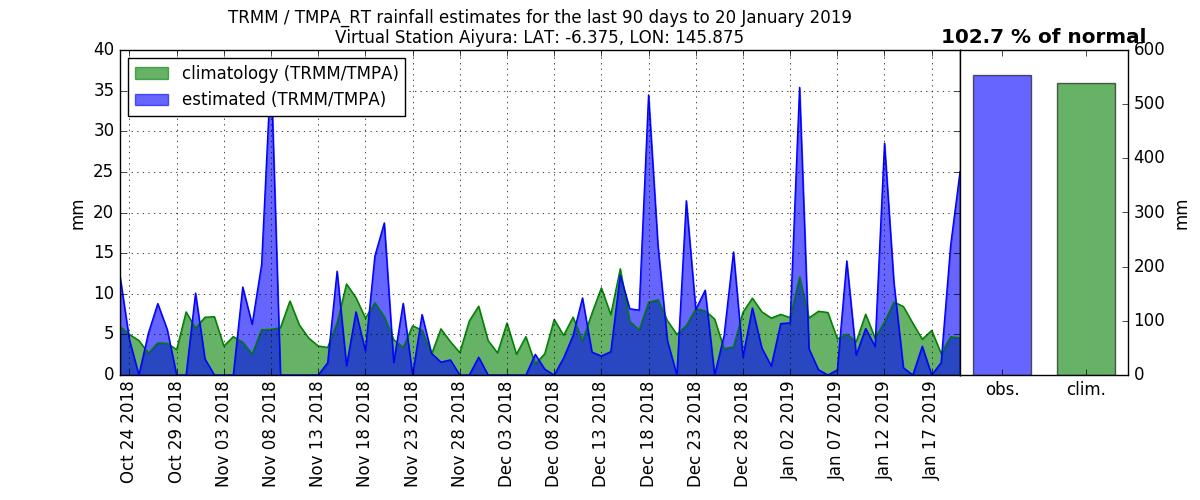 TRMM / TMPA_RT rainfall estimates for the last 90 days to 20 January 2019
Virtual Station Aiyura: LAT: -6.375, LON: 145.875
102.7 % of normal
climatology (TRMM/TMPA)
estimated (TRMM/TMPA)
40
35
30
25
20
15
10
5
0
mm
Oct 24 2018
Oct 29 2018
Nov 03 2018
Nov 08 2018
Nov 13 2018
Nov 18 2018
Nov 23 2018
Nov 28 2018
Dec 03 2018
Dec 08 2018
Dec 13 2018
Dec 18 2018
Dec 23 2018
Dec 28 2018
Jan 02 2019
Jan 07 2019
Jan 12 2019
Jan 17 2019
600
500
400
300
200
100
0
mm
obs.
clim.